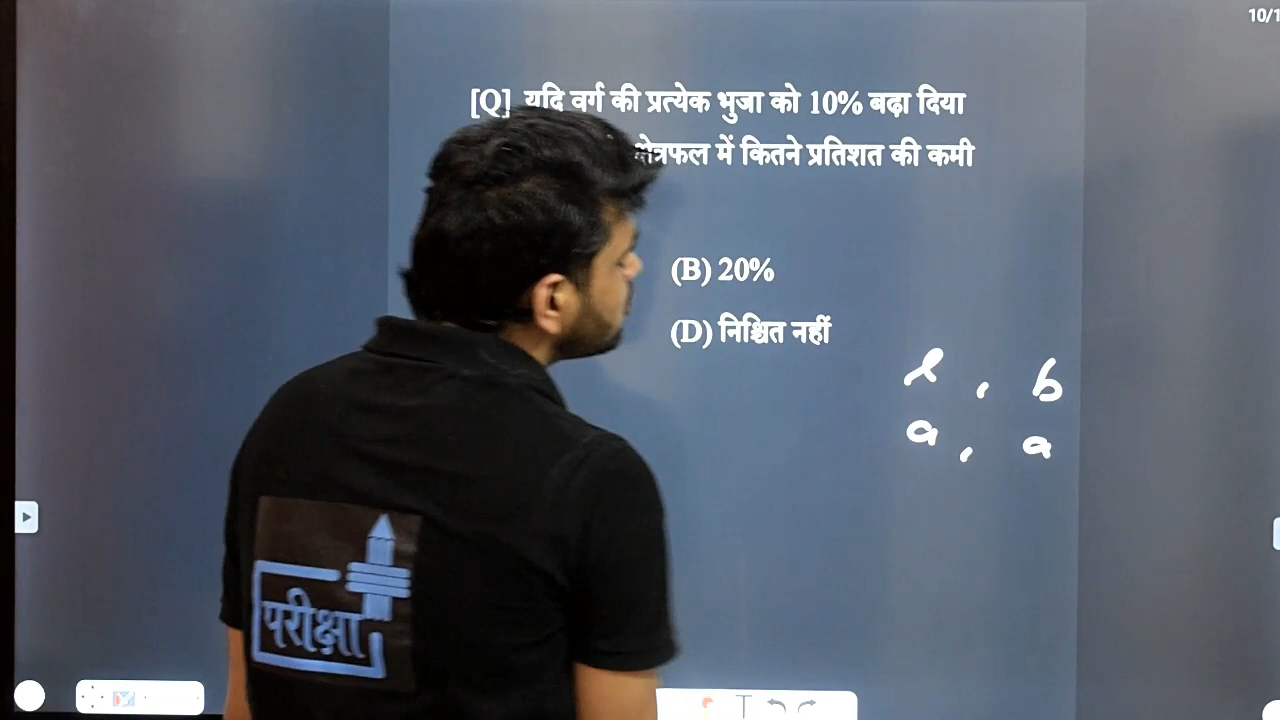 10/1
[Q] यदि वर्ग की प्रत्येक भुजा को 10% बढ़ा दिया
क्षेत्रफल में कितने प्रतिशत की कमी
(B) 20%
(D) निश्चित नहीं
l , b
a , a
परीक्षा
T